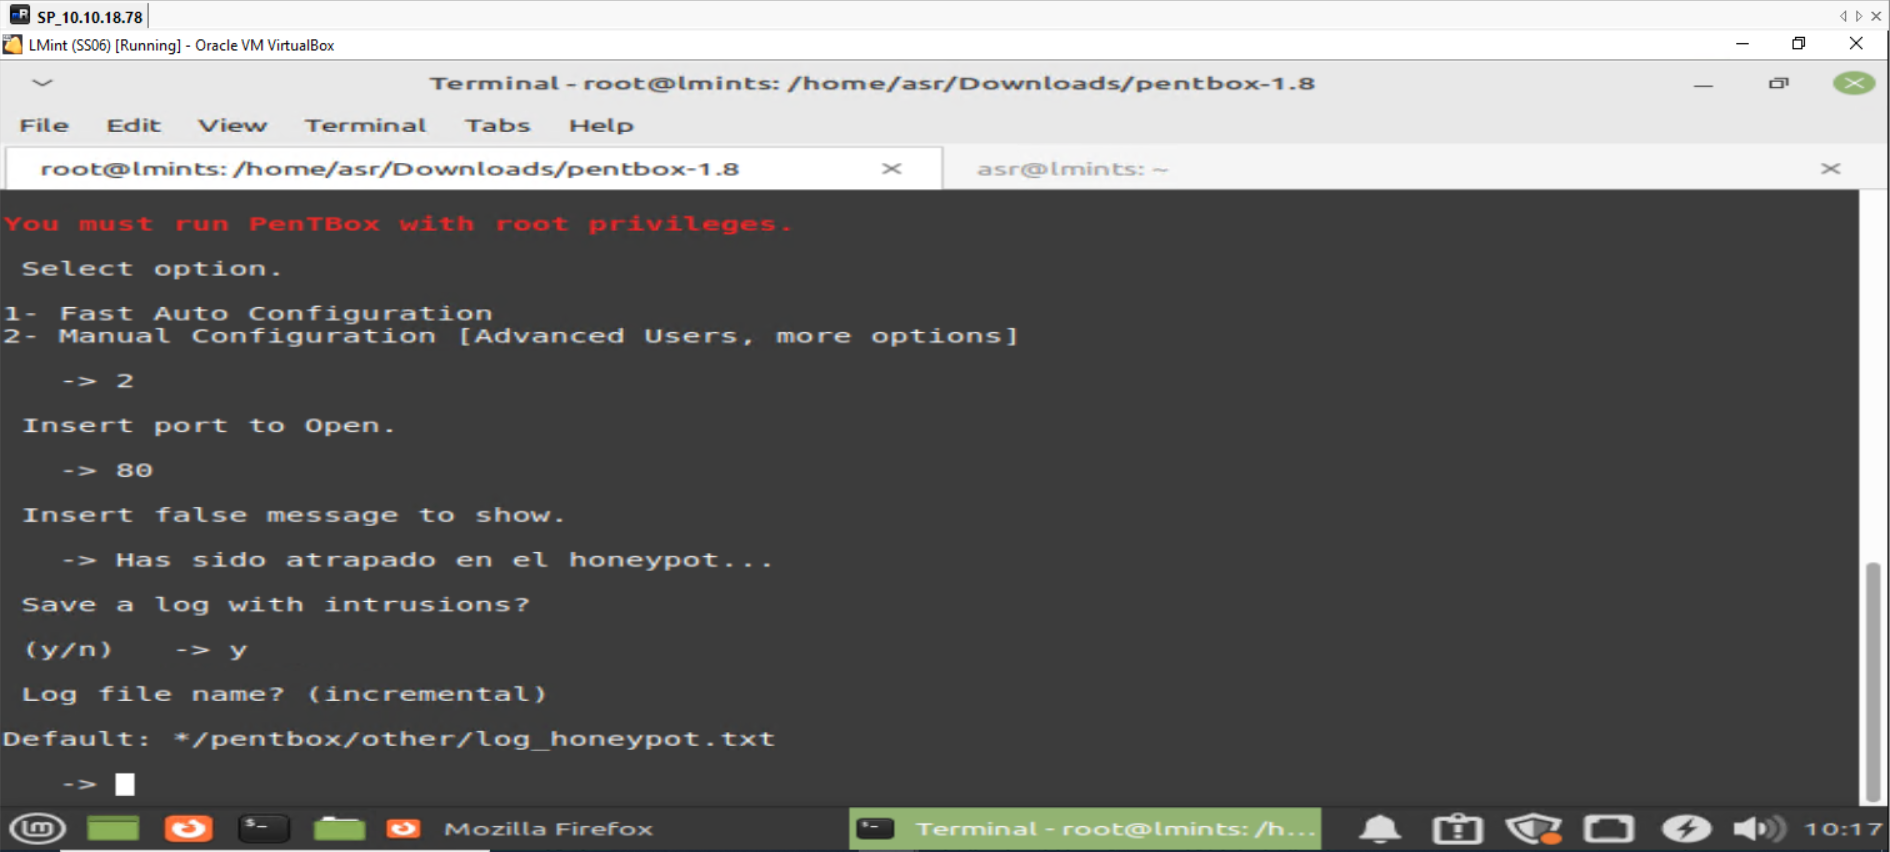 SP_10.10.18.78
LMint (SS06) [Running] - Oracle VM VirtualBox
Terminal - root@lmints: /home/asr/Downloads/pentbox-1.8
File Edit View Terminal Tabs Help
root@lmints: /home/asr/Downloads/pentbox-1.8
asr@lmints: ~
You must run PenTBox with root privileges.
Select option.
1- Fast Auto Configuration
2- Manual Configuration [Advanced Users, more options]
-> 2
Insert port to Open.
-> 80
Insert false message to show.
-> Has sido atrapado en el honeypot...
Save a log with intrusions?
(y/n) -> y
Log file name? (incremental)
Default: */pentbox/other/log_honeypot.txt
->
Mozilla Firefox
Terminal - root@lmints: /h...
10:17